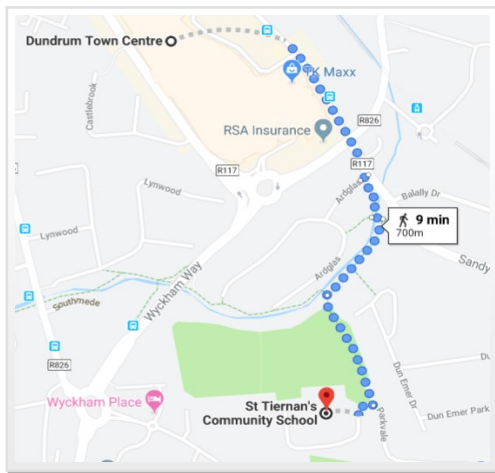 Dundrum Town Centre
TK Maxx
Castlebrook
RSA Insurance
R826
R117
R117
Lynwood
Ardglas
Balally Dr
9 min
700m
Lynwood
Sandy
Ardglas
Wyckham Way
Southmede
R826
Dun Emer Dr
Du
Wyckham Place
St Tiernan's
Community School
Parkvale
Dun Emer Park